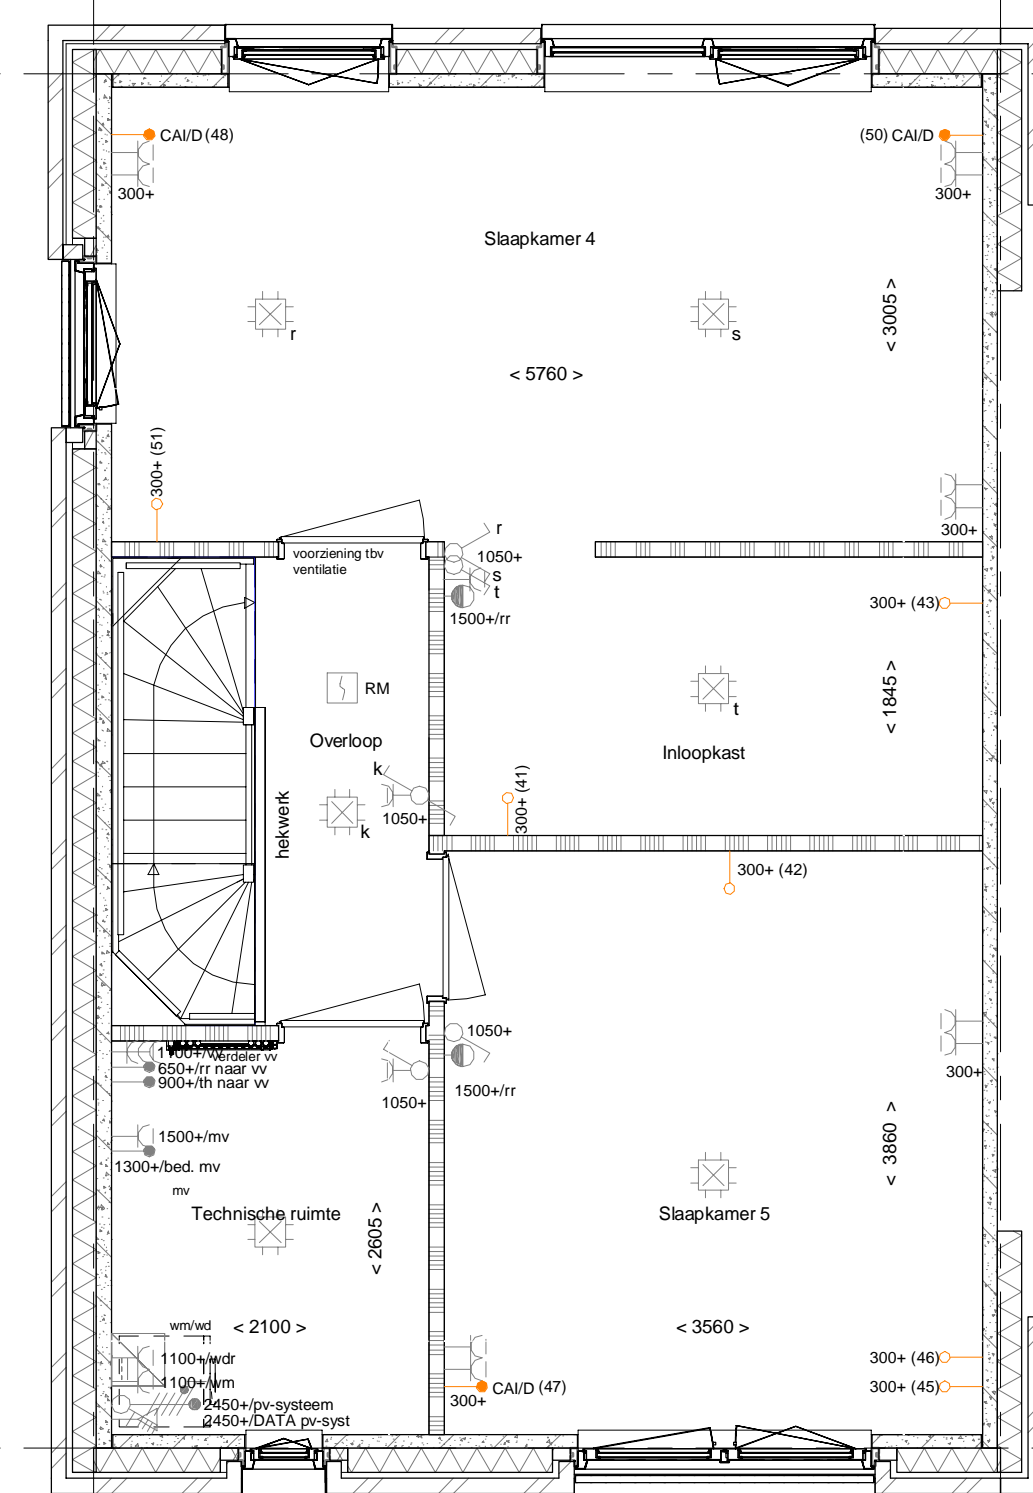 CAI/D (48)
(50) CAI/D
300+
300+
Slaapkamer 4
< 3005 >
r
s
< 5760 >
300+ (51)
300+
r
voorziening tbv
ventilatie
1050+
s
t
1500+/rr
300+ (43)
RM
t
< 1845 >
Overloop
Inloopkast
k
300+ (41)
hekwerk
1050+
k
300+ (42)
1050+
1100+/vv
verdeler vv
650+/rr naar vv
900+/th naar vv
300+
1500+/rr
1050+
1500+/mv
1300+/bed. mv
< 3860 >
mv
Technische ruimte
Slaapkamer 5
< 2605 >
wm/wd
< 2100 >
< 3560 >
1100+/wdr
300+ (46)
1100+/wm
CAI/D (47)
300+ (45)
300+
2450+/pv-systeem
2450+/DATA pv-syst